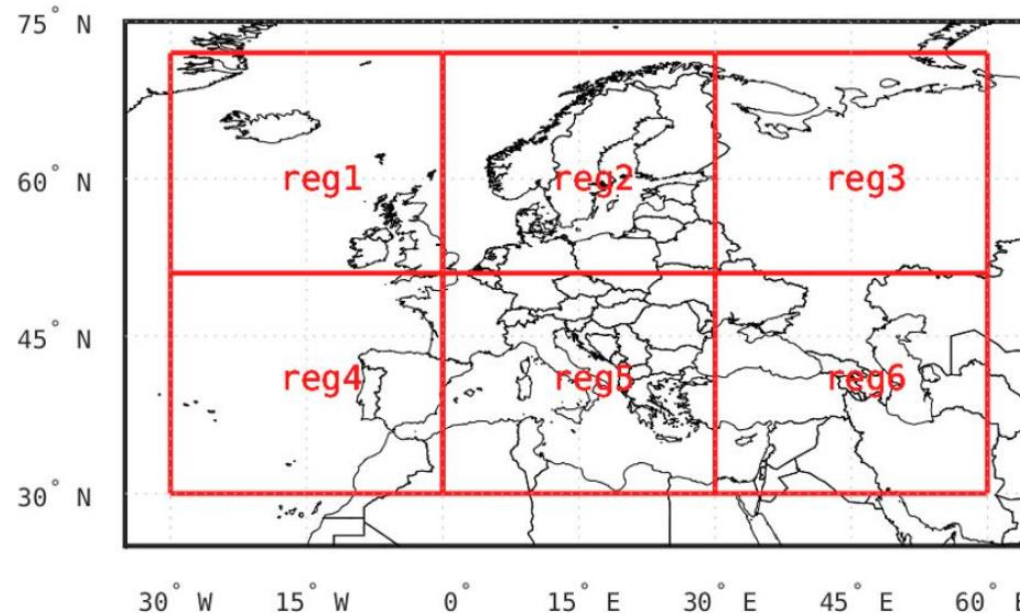 75° N
reg1 reg2 reg3
60° N
45° N
reg4 reg5 reg6
30° N
30° W 15° W 0° 15° E 30° E 45° E 60° E